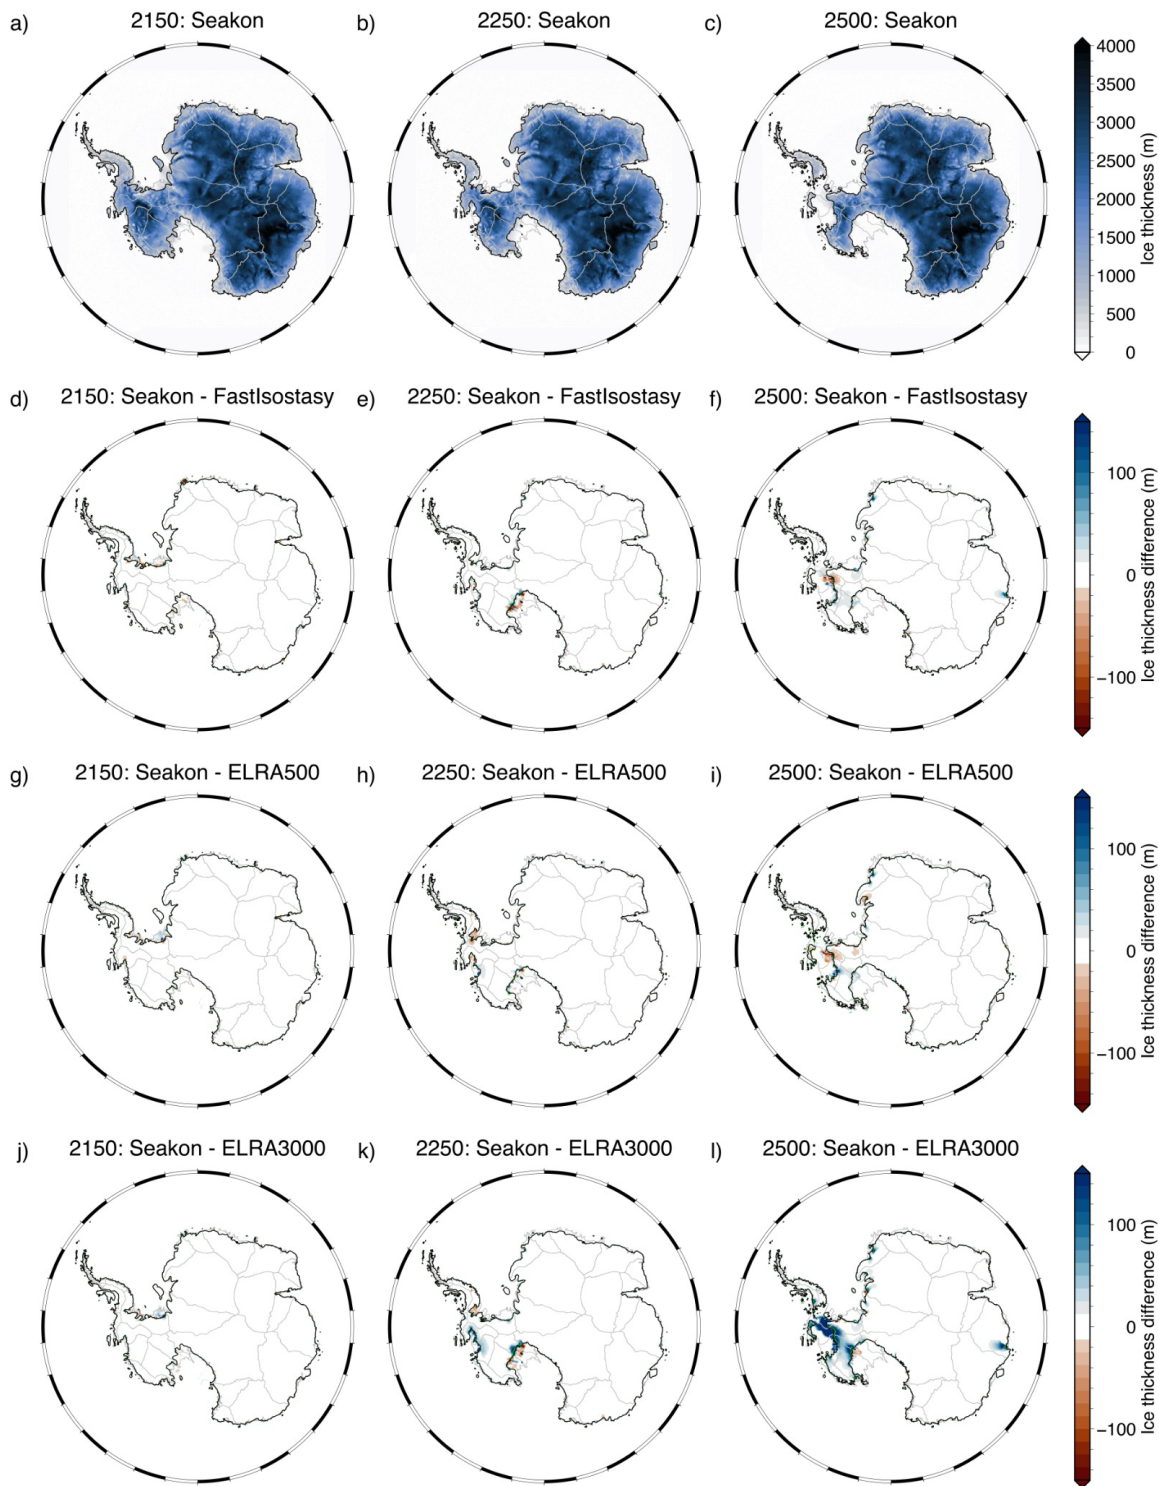 a) 2150: Seakon
b) 2250: Seakon
c) 2500: Seakon
4000
3500
3000
2500
2000
1500
1000
500
0
Ice thickness (m)
d) 2150: Seakon - FastIsostasy
e) 2250: Seakon - FastIsostasy
f) 2500: Seakon - FastIsostasy
100
0
−100
Ice thickness difference (m)
g) 2150: Seakon - ELRA500
h) 2250: Seakon - ELRA500
i) 2500: Seakon - ELRA500
100
0
−100
Ice thickness difference (m)
j) 2150: Seakon - ELRA3000
k) 2250: Seakon - ELRA3000
l) 2500: Seakon - ELRA3000
100
0
−100
Ice thickness difference (m)